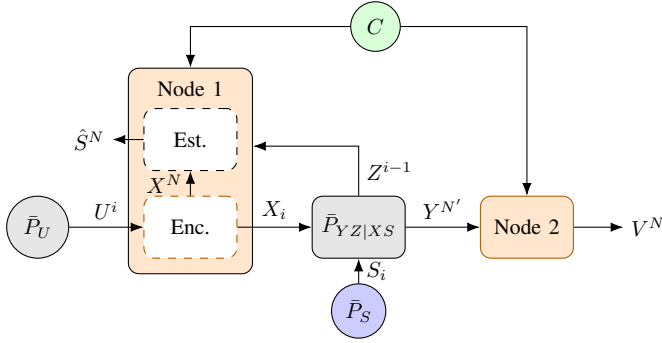 C
Node 1
Est.
Ŝ^N
X^N
Z^{i−1}
P̄_U
U^i
Enc.
X_i
P̄_{YZ|XS}
Y^{N'}
Node 2
V^N
S_i
P̄_S